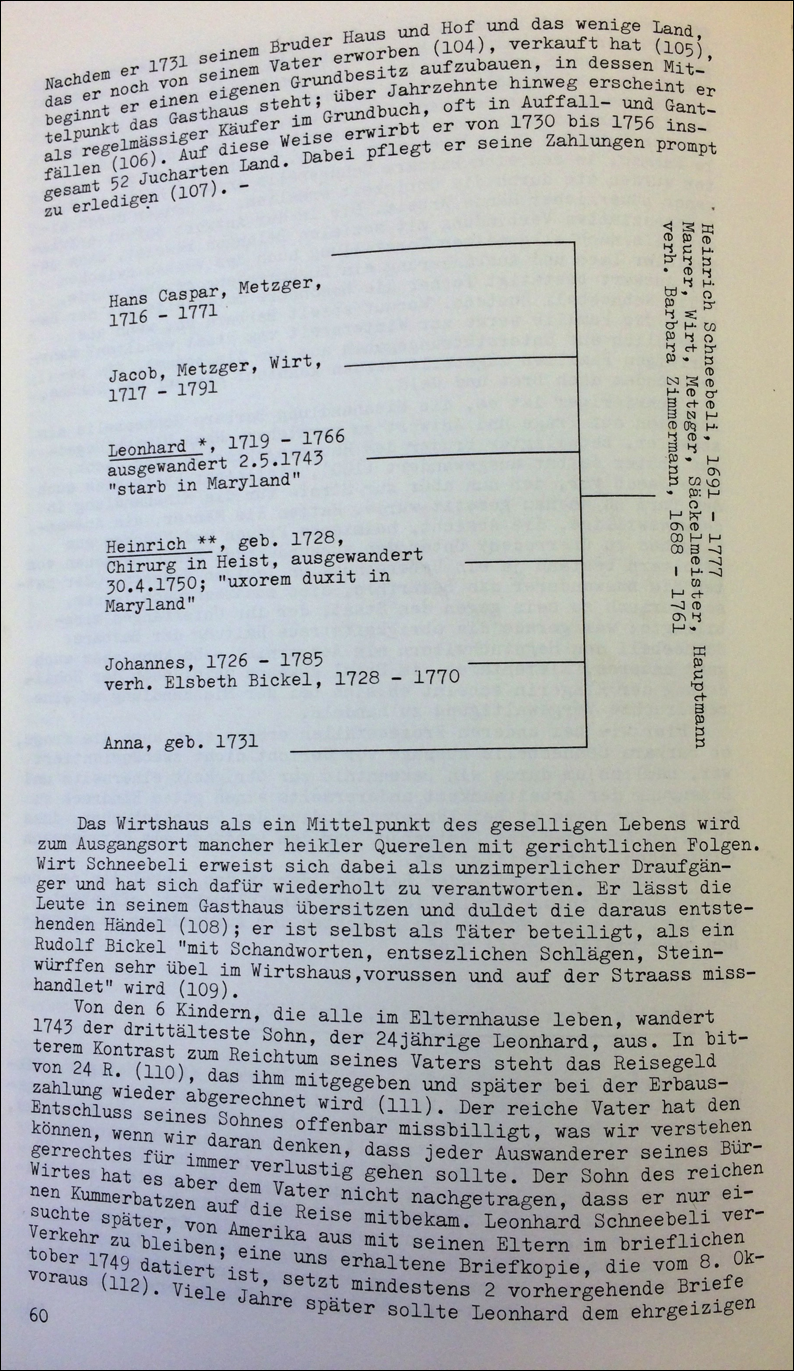 Nachdem er 1731 seinem Bruder Haus und Hof und das wenige Land,
das er noch von seinem Vater erworben (104), verkauft hat (105),
beginnt er einen eigenen Grundbesitz aufzubauen, in dessen Mit-
telpunkt das Gasthaus steht; über Jahrzehnte hinweg erscheint er
als regelmässiger Käufer im Grundbuch, oft in Auffall- und Gant-
fällen (106). Auf diese Weise erwirbt er von 1730 bis 1756 ins-
gesamt 52 Jucharten Land. Dabei pflegt er seine Zahlungen prompt
zu erledigen (107). -
Hans Caspar, Metzger,
1716 - 1771
Jacob, Metzger, Wirt,
1717 - 1791
Leonhard *, 1719 - 1766
ausgewandert 2.5.1743
"starb in Maryland"
Heinrich **, geb. 1728,
Chirurg in Heist, ausgewandert
30.4.1750; "uxorem duxit in
Maryland"
Johannes, 1726 - 1785
verh. Elsbeth Bickel, 1728 - 1770
Anna, geb. 1731
Heinrich Schneebeli, 1691 - 1777
Maurer, Wirt, Metzger, Säckelmeister, Hauptmann
verh. Barbara Zimmermann, 1688 - 1761
Das Wirtshaus als ein Mittelpunkt des geselligen Lebens wird
zum Ausgangsort mancher heikler Querelen mit gerichtlichen Folgen.
Wirt Schneebeli erweist sich dabei als unzimperlicher Draufgän-
ger und hat sich dafür wiederholt zu verantworten. Er lässt die
Leute in seinem Gasthaus übersitzen und duldet die daraus entste-
henden Händel (108); er ist selbst als Täter beteiligt, als ein
Rudolf Bickel "mit Schandworten, entsezlichen Schlägen, Stein-
würffen sehr übel im Wirtshaus,vorussen und auf der Straass miss-
handlet" wird (109).
Von den 6 Kindern, die alle im Elternhause leben, wandert
1743 der drittälteste Sohn, der 24jährige Leonhard, aus. In bit-
terem Kontrast zum Reichtum seines Vaters steht das Reisegeld
von 24 R. (110), das ihm mitgegeben und später bei der Erbaus-
zahlung wieder abgerechnet wird (111). Der reiche Vater hat den
Entschluss seines Sohnes offenbar missbilligt, was wir verstehen
können, wenn wir daran denken, dass jeder Auswanderer seines Bür-
gerrechtes für immer verlustig gehen sollte. Der Sohn des reichen
Wirtes hat es aber dem Vater nicht nachgetragen, dass er nur ei-
nen Kummerbatzen auf die Reise mitbekam. Leonhard Schneebeli ver-
suchte später, von Amerika aus mit seinen Eltern im brieflichen
Verkehr zu bleiben; eine uns erhaltene Briefkopie, die vom 8. Ok-
tober 1749 datiert ist, setzt mindestens 2 vorhergehende Briefe
voraus (112). Viele Jahre später sollte Leonhard dem ehrgeizigen
60